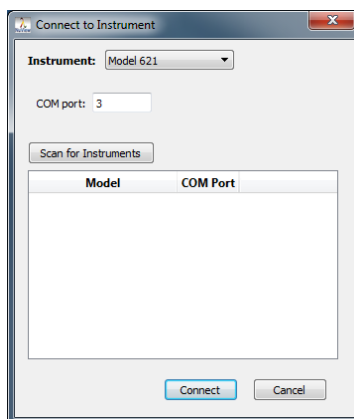 Connect to Instrument
Instrument: Model 621
COM port: 3
Scan for Instruments
Model COM Port
Connect Cancel